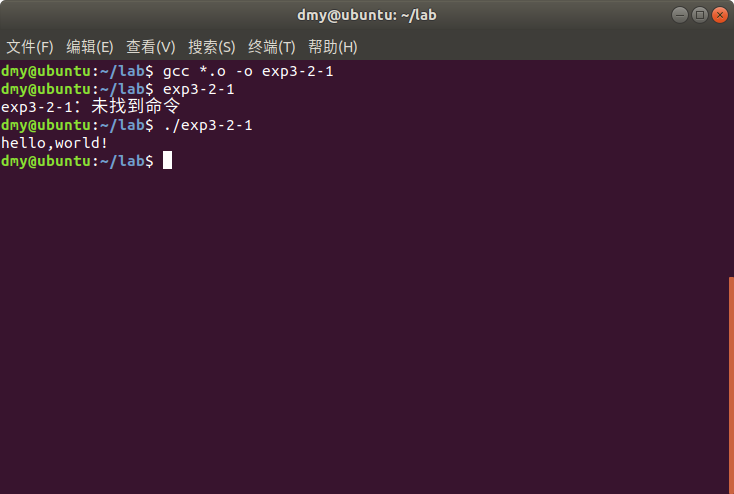 dmy@ubuntu: ~/lab
文件(F) 编辑(E) 查看(V) 搜索(S) 终端(T) 帮助(H)
dmy@ubuntu:~/lab$ gcc *.o -o exp3-2-1
dmy@ubuntu:~/lab$ exp3-2-1
exp3-2-1：未找到命令
dmy@ubuntu:~/lab$ ./exp3-2-1
hello,world!
dmy@ubuntu:~/lab$